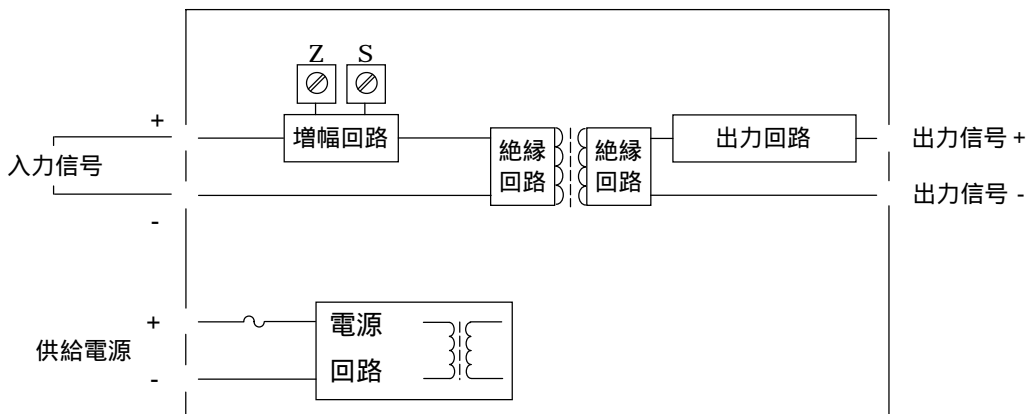 Z S
+
増幅回路
絶縁
回路
絶縁
回路
出力回路
出力信号 +
入力信号
出力信号 -
-
+
電源
回路
供給電源
-